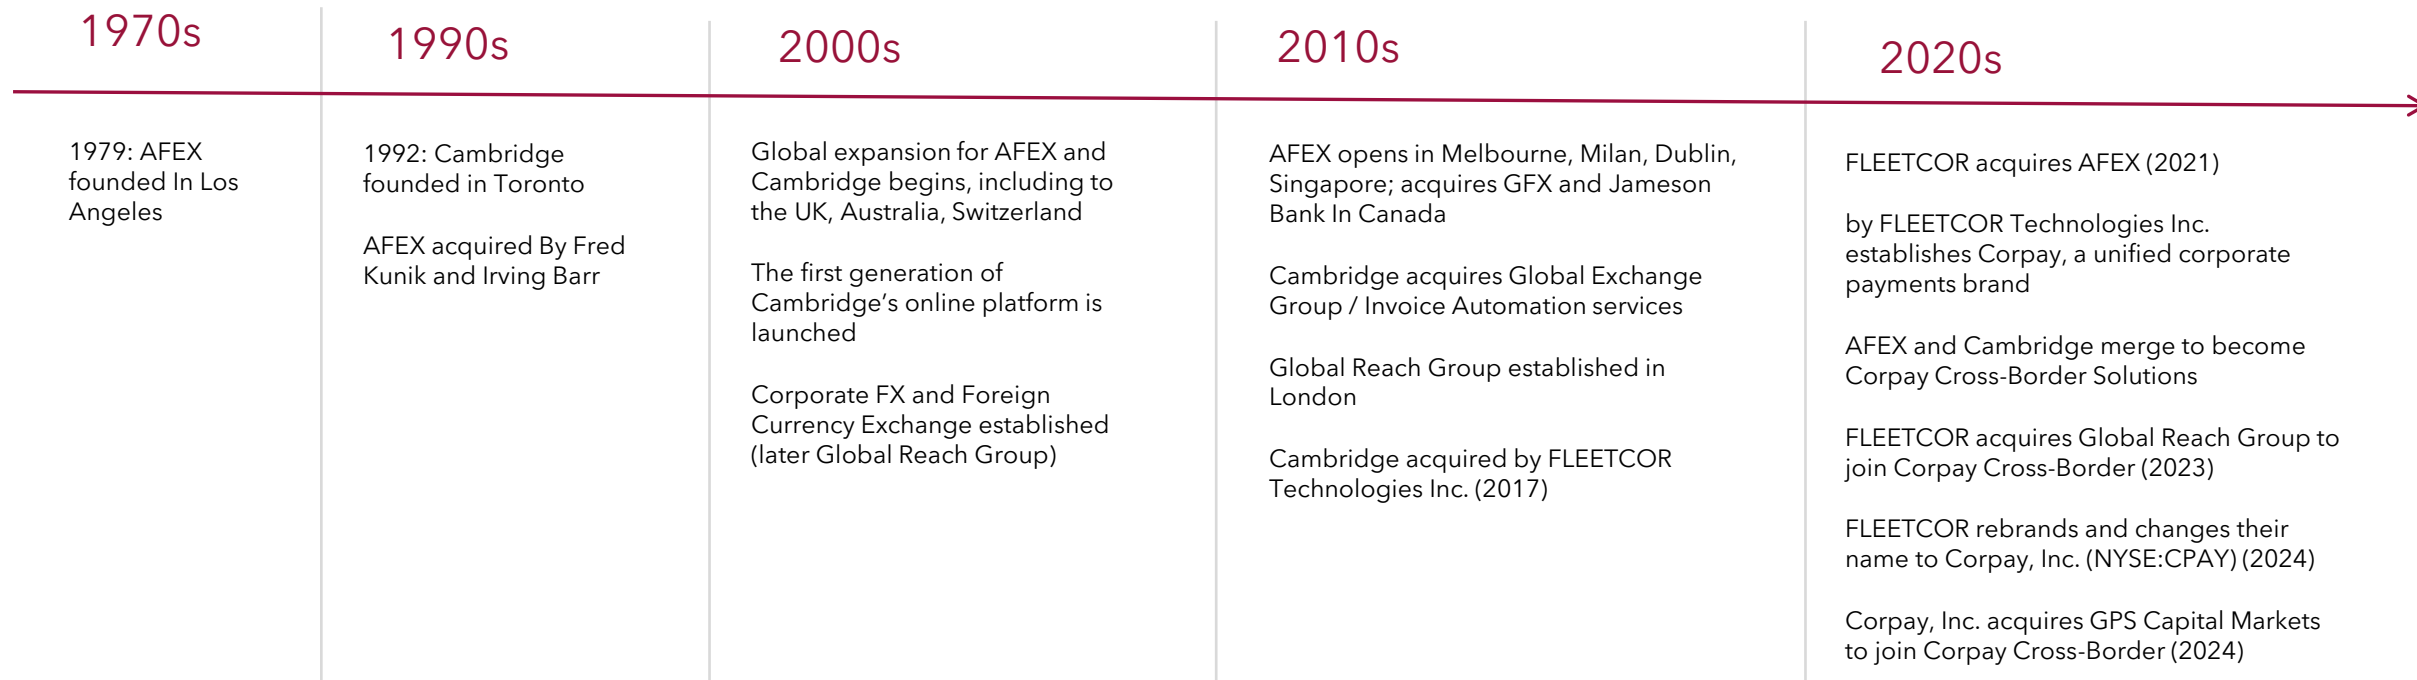 1970s
1979: AFEX
founded In Los
Angeles
1990s
1992: Cambridge
founded in Toronto
AFEX acquired By Fred
Kunik and Irving Barr
2000s
Global expansion for AFEX and
Cambridge begins, including to
the UK, Australia, Switzerland
The first generation of
Cambridge’s online platform is
launched
Corporate FX and Foreign
Currency Exchange established
(later Global Reach Group)
2010s
AFEX opens in Melbourne, Milan, Dublin,
Singapore; acquires GFX and Jameson
Bank In Canada
Cambridge acquires Global Exchange
Group / Invoice Automation services
Global Reach Group established in
London
Cambridge acquired by FLEETCOR
Technologies Inc. (2017)
2020s
FLEETCOR acquires AFEX (2021)
by FLEETCOR Technologies Inc.
establishes Corpay, a unified corporate
payments brand
AFEX and Cambridge merge to become
Corpay Cross-Border Solutions
FLEETCOR acquires Global Reach Group to
join Corpay Cross-Border (2023)
FLEETCOR rebrands and changes their
name to Corpay, Inc. (NYSE:CPAY) (2024)
Corpay, Inc. acquires GPS Capital Markets
to join Corpay Cross-Border (2024)